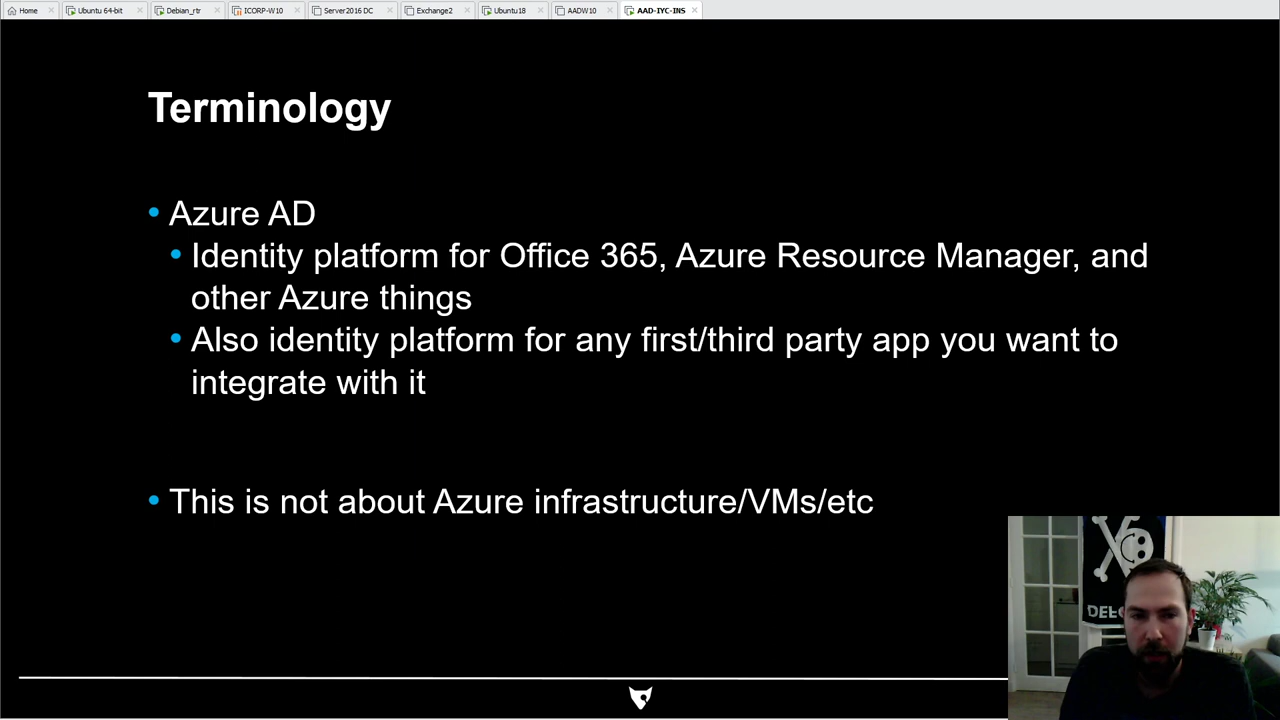 Home Ubuntu 64-bit Debian_rtr ICORP-W10 Server2016 DC Exchange2 Ubuntu18 AADW10 AAD-IYC-INS
Terminology
• Azure AD
• Identity platform for Office 365, Azure Resource Manager, and
other Azure things
• Also identity platform for any first/third party app you want to
integrate with it
• This is not about Azure infrastructure/VMs/etc